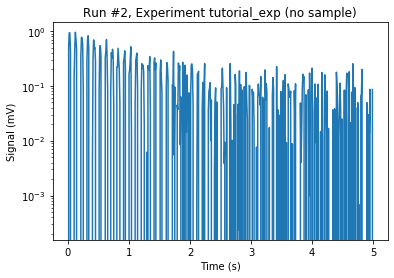 Run #2, Experiment tutorial_exp (no sample)
10⁰
10⁻¹
10⁻²
10⁻³
Signal (mV)
0 1 2 3 4 5
Time (s)